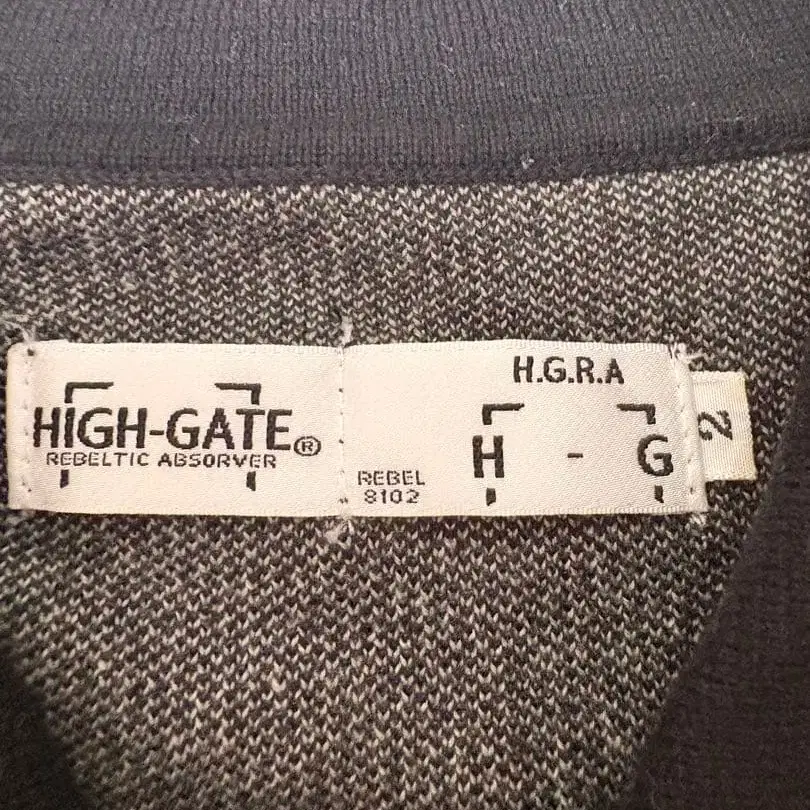 HIGH-GATE®
REBELTIC ABSORVER
REBEL
8102
H.G.R.A
H - G
2